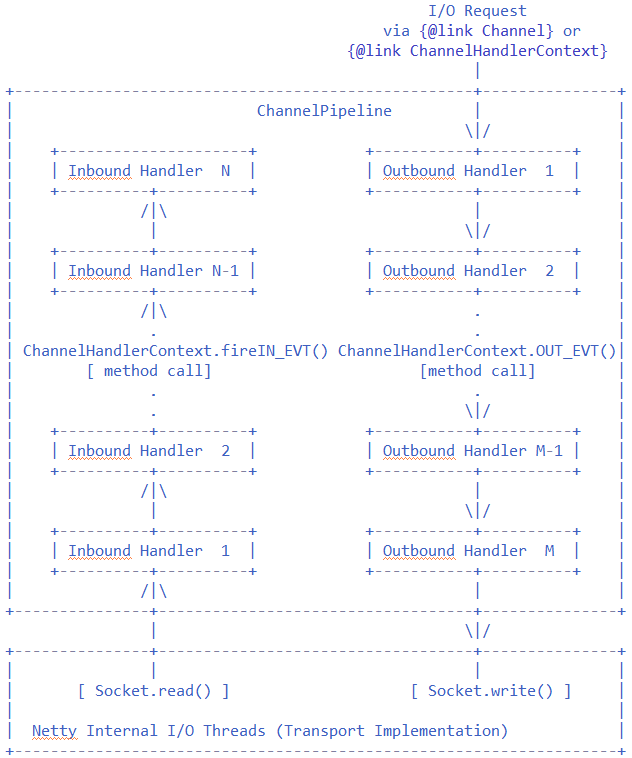 I/O Request
via {@link Channel} or
{@link ChannelHandlerContext}
ChannelPipeline
Inbound Handler N Outbound Handler 1
Inbound Handler N-1 Outbound Handler 2
ChannelHandlerContext.fireIN_EVT() ChannelHandlerContext.OUT_EVT()
[ method call] [method call]
Inbound Handler 2 Outbound Handler M-1
Inbound Handler 1 Outbound Handler M
[ Socket.read() ] [ Socket.write() ]
Netty Internal I/O Threads (Transport Implementation)